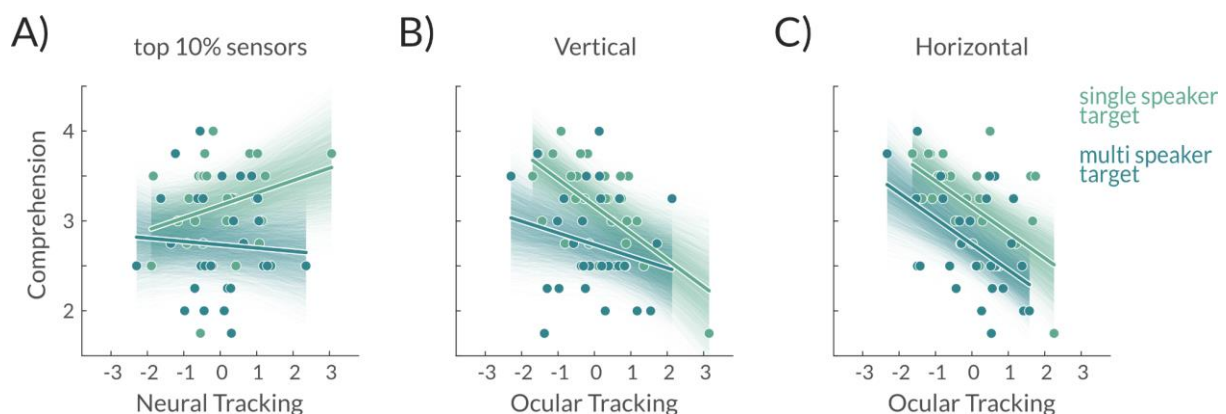 A)
top 10% sensors
B)
Vertical
C)
Horizontal
single speaker
target
multi speaker
target
Comprehension
4
3
2
-3 -2 -1 0 1 2 3
-3 -2 -1 0 1 2 3
-3 -2 -1 0 1 2 3
Neural Tracking
Ocular Tracking
Ocular Tracking